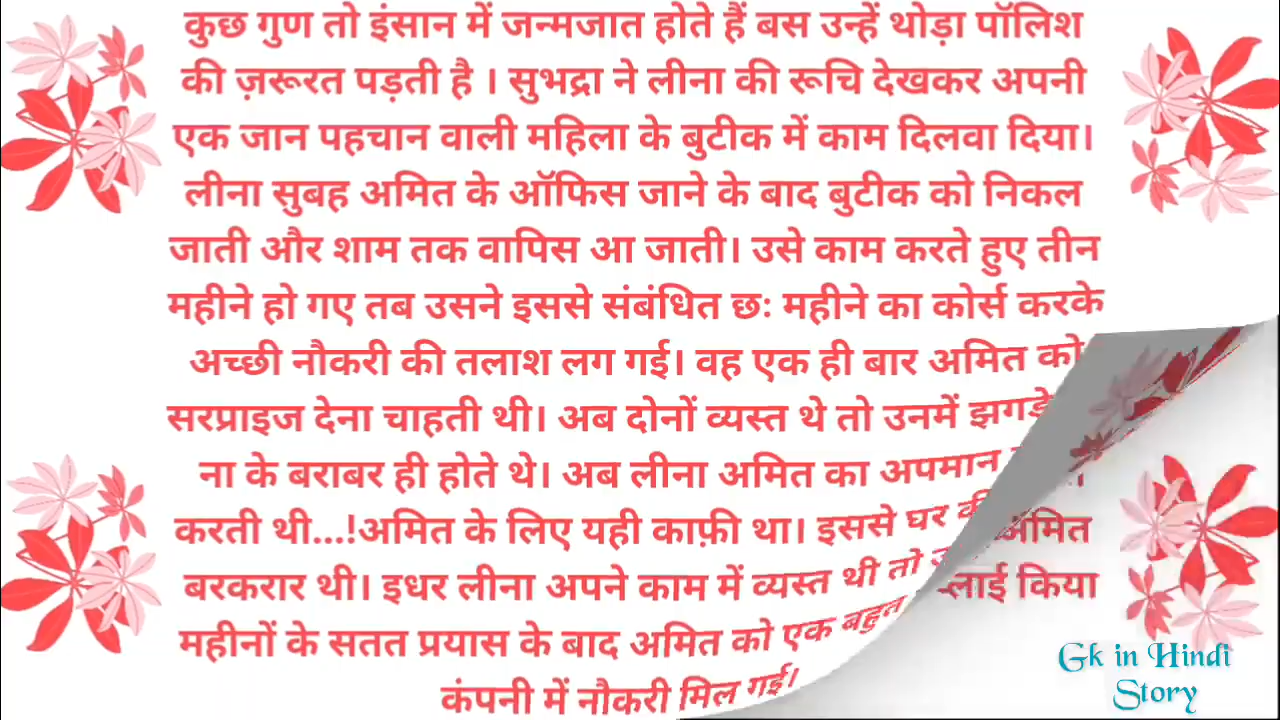 कुछ गुण तो इंसान में जन्मजात होते हैं बस उन्हें थोड़ा पॉलिश
की ज़रूरत पड़ती है । सुभद्रा ने लीना की रूचि देखकर अपनी
एक जान पहचान वाली महिला के बुटीक में काम दिलवा दिया।
लीना सुबह अमित के ऑफिस जाने के बाद बुटीक को निकल
जाती और शाम तक वापिस आ जाती। उसे काम करते हुए तीन
महीने हो गए तब उसने इससे संबंधित छः महीने का कोर्स करके
अच्छी नौकरी की तलाश लग गई। वह एक ही बार अमित को
सरप्राइज देना चाहती थी। अब दोनों व्यस्त थे तो उनमें झगड़े
ना के बराबर ही होते थे। अब लीना अमित का अपमान
करती थी...!अमित के लिए यही काफ़ी था। इससे घर की अमित
बरकरार थी। इधर लीना अपने काम में व्यस्त थी तो किया
महीनों के सतत प्रयास के बाद अमित को एक बहुत
कंपनी में नौकरी मिल गई।
Gk in Hindi
Story